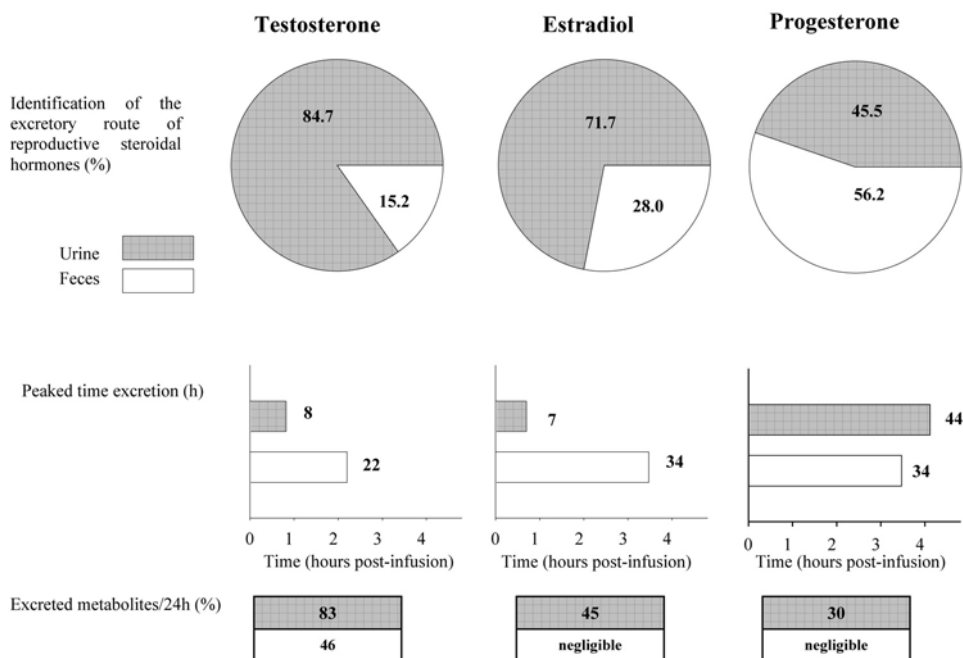 Testosterone
Estradiol
Progesterone
Identification of the
excretory route of
reproductive steroidal
hormones (%)
84.7
15.2
71.7
28.0
45.5
56.2
Urine
Feces
Peaked time excretion (h)
8
22
7
34
44
34
0 1 2 3 4
Time (hours post-infusion)
0 1 2 3 4
Time (hours post-infusion)
0 1 2 3 4
Time (hours post-infusion)
Excreted metabolites/24h (%)
83
46
45
negligible
30
negligible